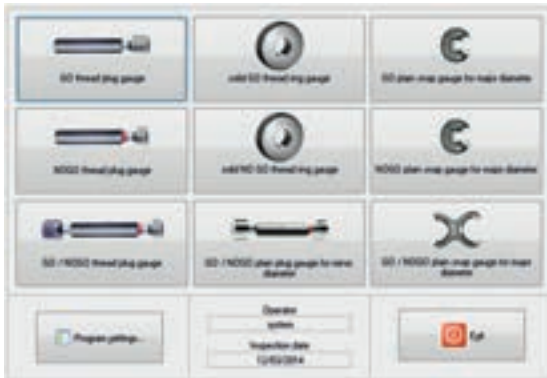 GO thread plug gauge
solid GO thread ring gauge
GO plain snap gauge for major diameter
NOGO thread plug gauge
solid NO GO thread ring gauge
NOGO plain snap gauge for major diameter
GO / NOGO thread plug gauge
GO / NOGO plain plug gauge for minor
diameter
GO / NOGO plain snap gauge for major
diameter
Program settings...
Operator
system
Inspection date
12/03/2014
Exit